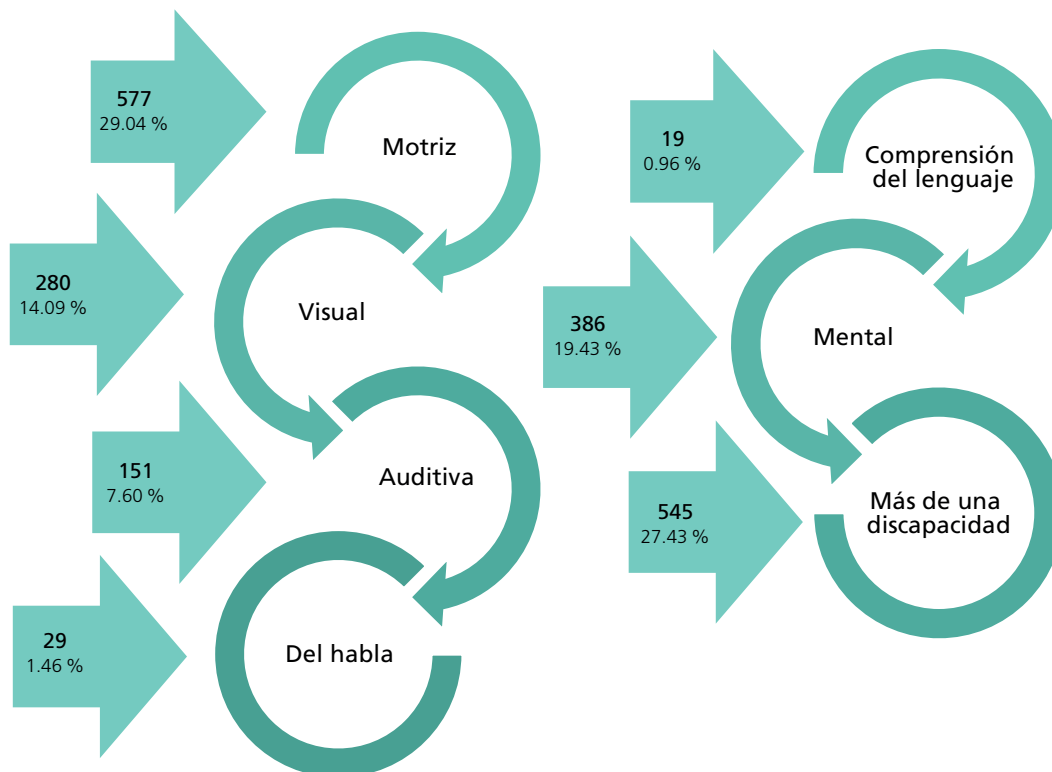 577
29.04 %
Motriz
280
14.09 %
Visual
151
7.60 %
Auditiva
29
1.46 %
Del habla
19
0.96 %
Comprensión
del lenguaje
386
19.43 %
Mental
545
27.43 %
Más de una
discapacidad